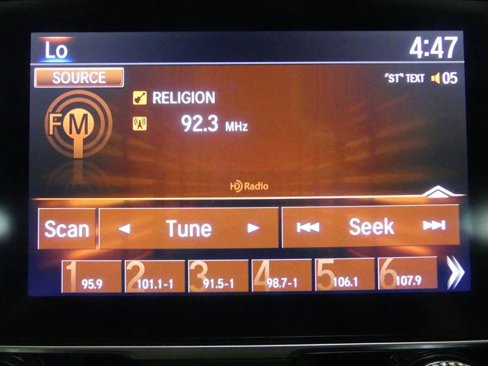 Lo 4:47
SOURCE "ST" TEXT 05
FM RELIGION
92.3 MHz
HD Radio
Scan Tune Seek
1 95.9 2 101.1-1 3 91.5-1 4 98.7-1 5 106.1 6 107.9